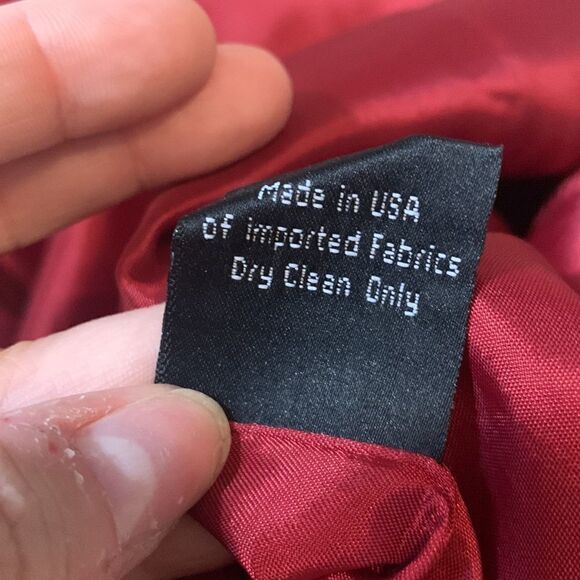 Made in USA
of imported Fabrics
Dry Clean Only